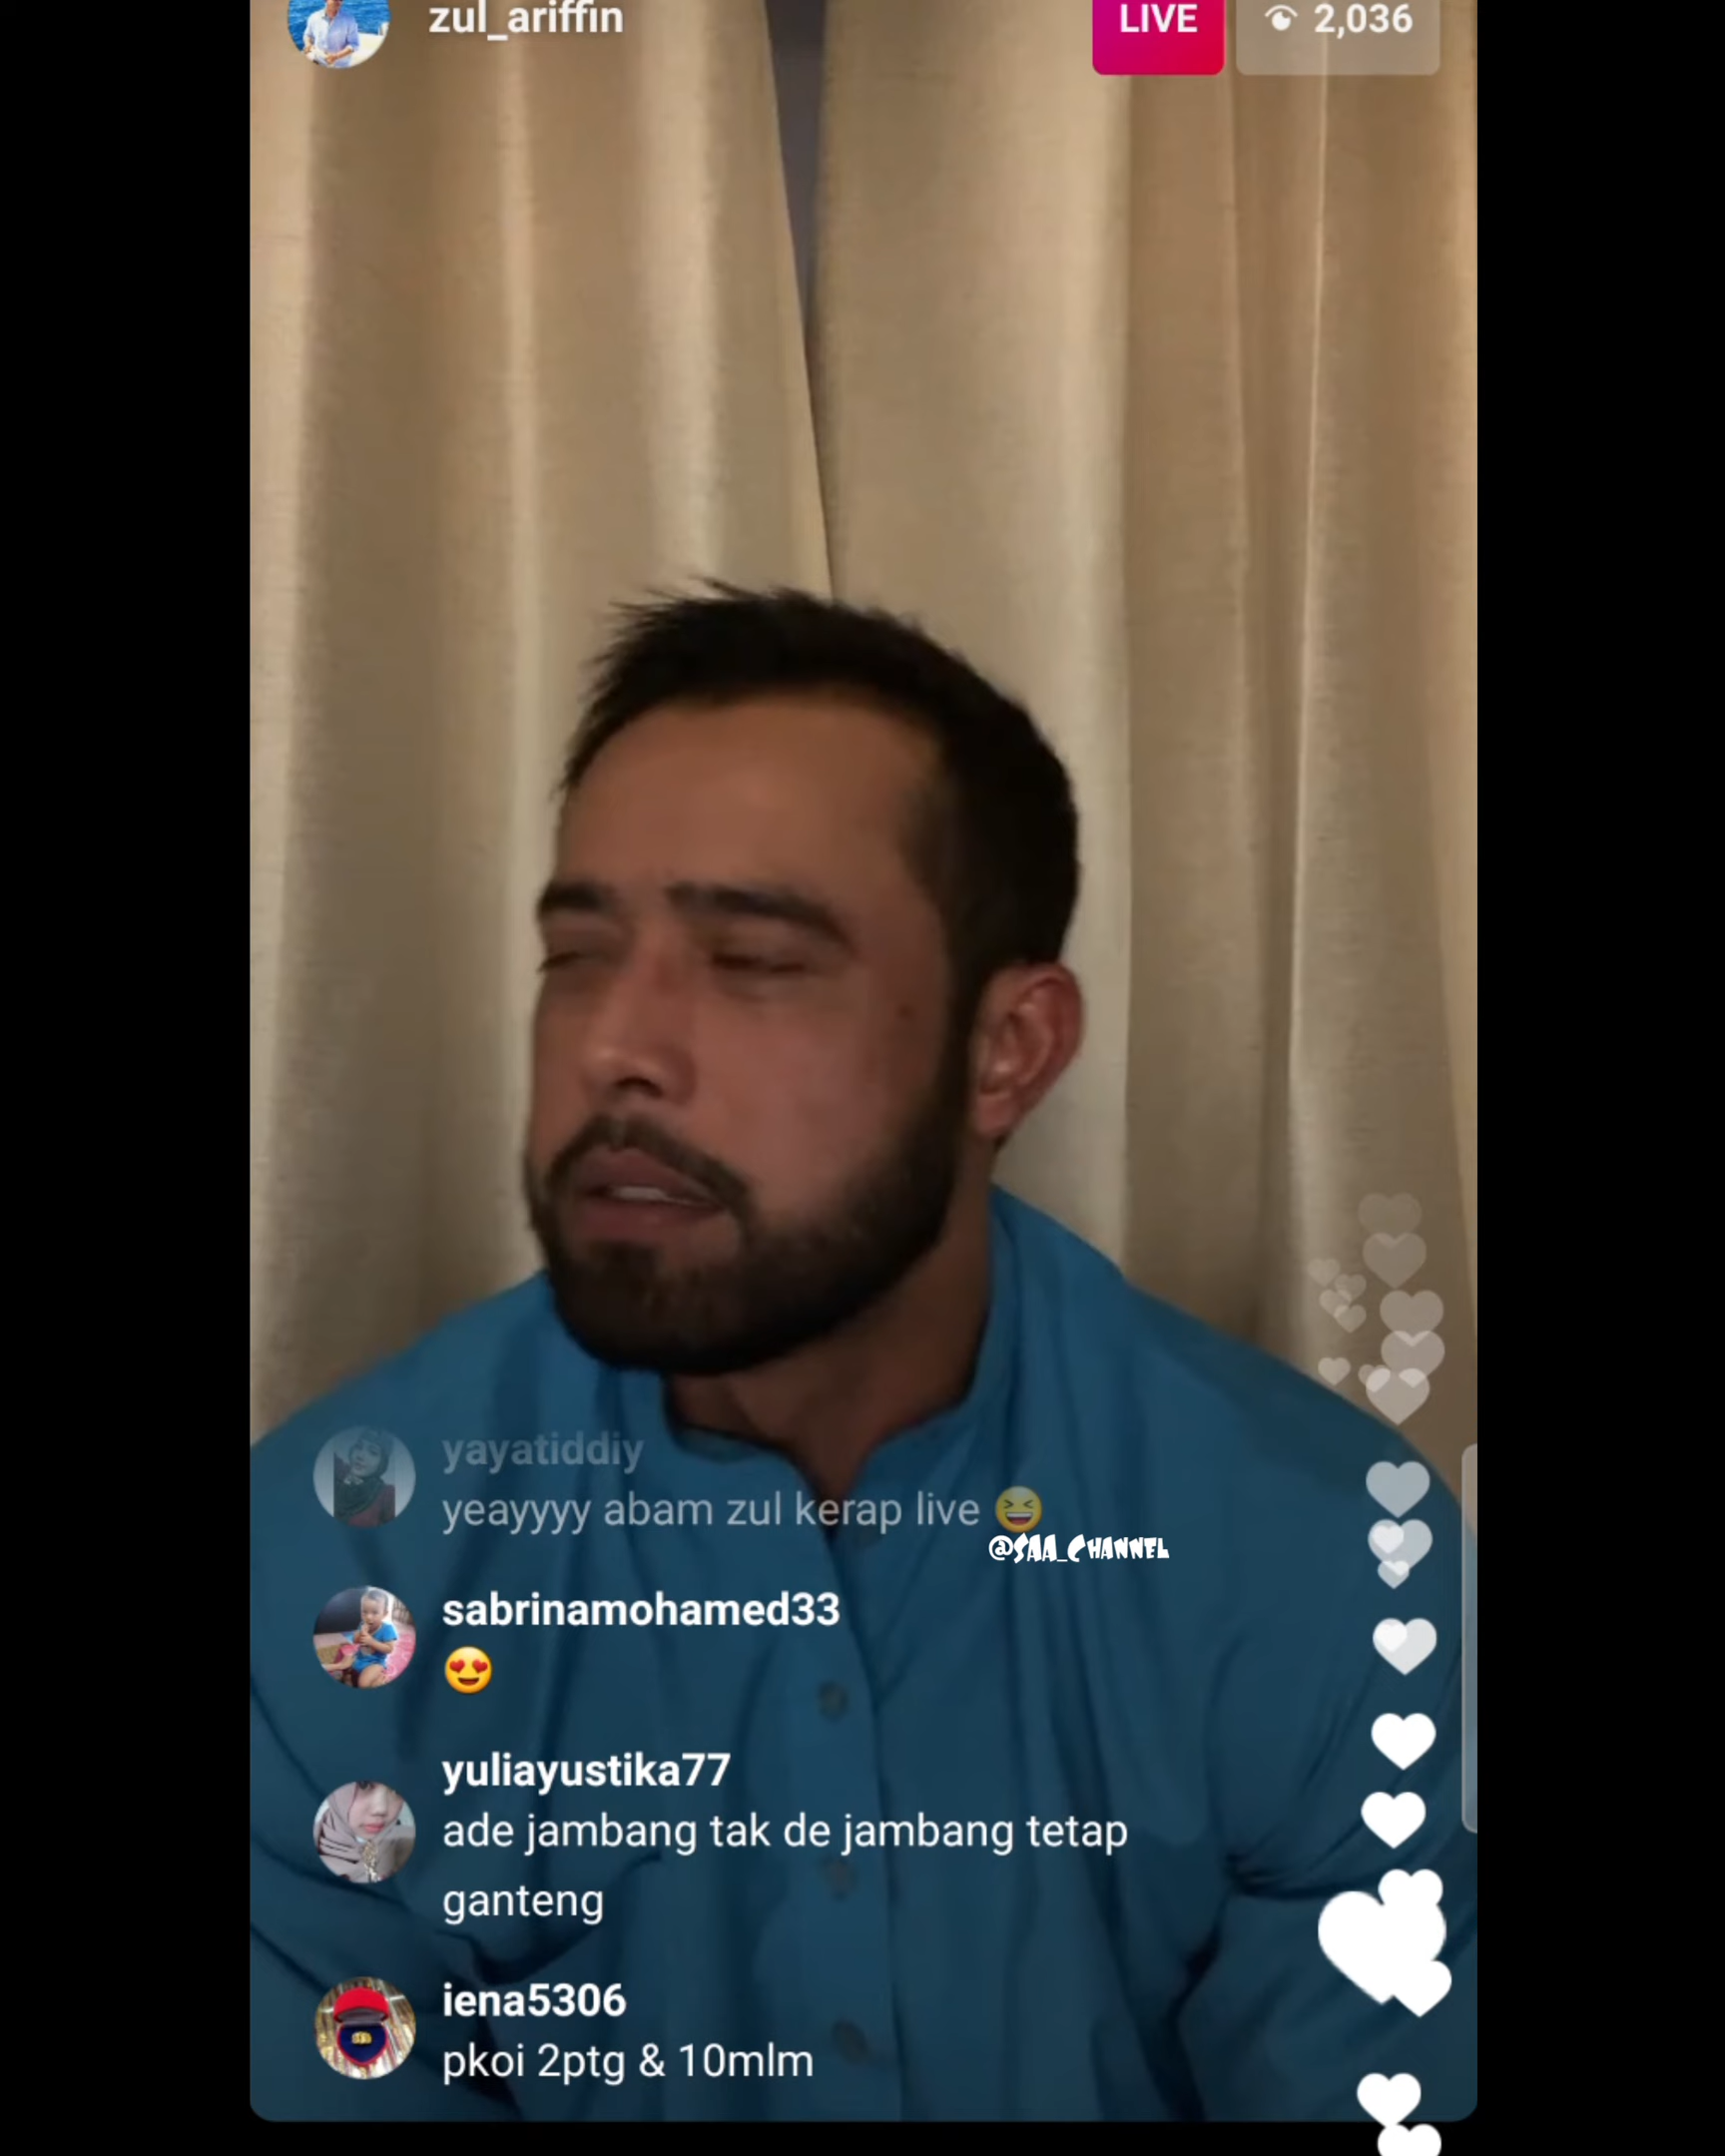 zul_ariffin
LIVE
2,036
yayatiddiy
yeayyyy abam zul kerap live 😆
@SAA_CHANNEL
sabrinamohamed33
😍
yuliayustika77
ade jambang tak de jambang tetap
ganteng
iena5306
pkoi 2ptg & 10mlm